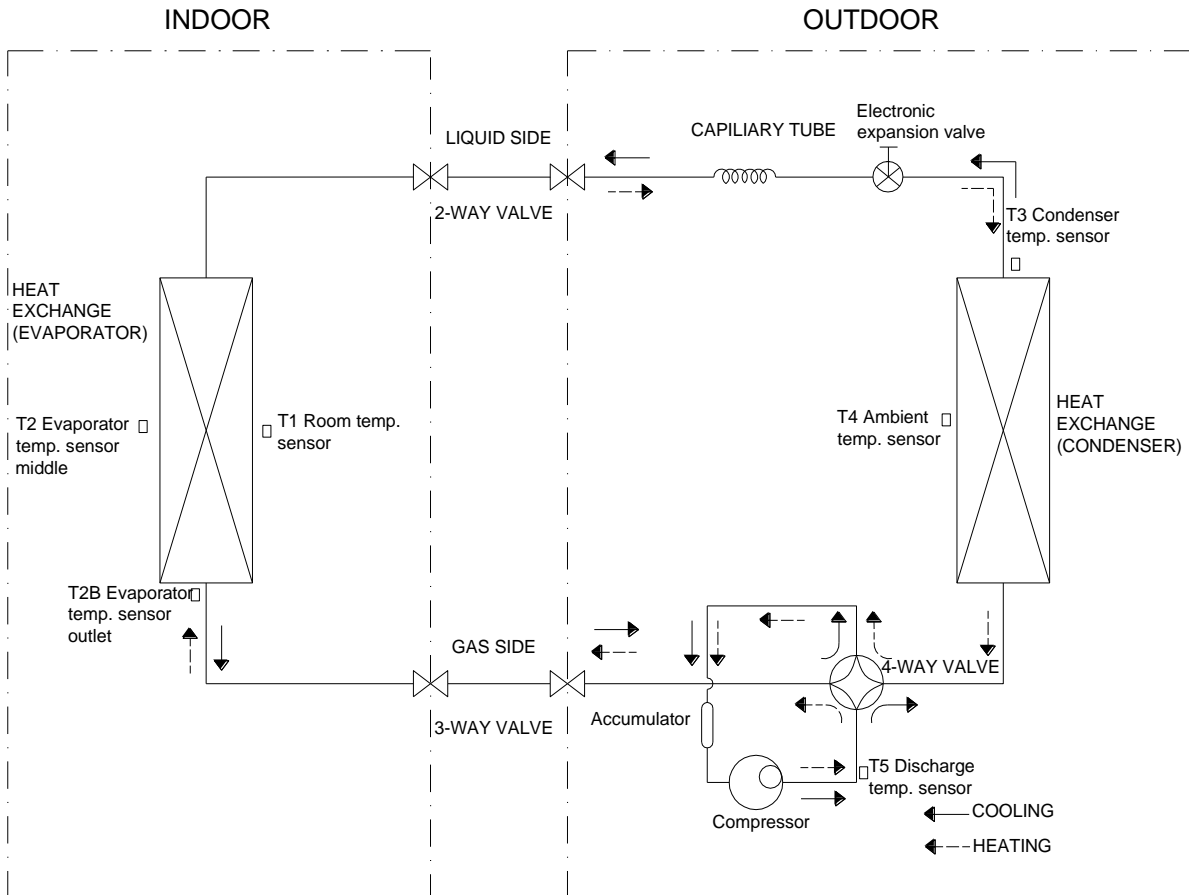 INDOOR
OUTDOOR
LIQUID SIDE
CAPILIARY TUBE
Electronic
expansion valve
2-WAY VALVE
T3 Condenser
temp. sensor
HEAT
EXCHANGE
(EVAPORATOR)
T2 Evaporator
temp. sensor
middle
T1 Room temp.
sensor
T4 Ambient
temp. sensor
HEAT
EXCHANGE
(CONDENSER)
T2B Evaporator
temp. sensor
outlet
GAS SIDE
3-WAY VALVE
4-WAY VALVE
Accumulator
Compressor
T5 Discharge
temp. sensor
COOLING
HEATING